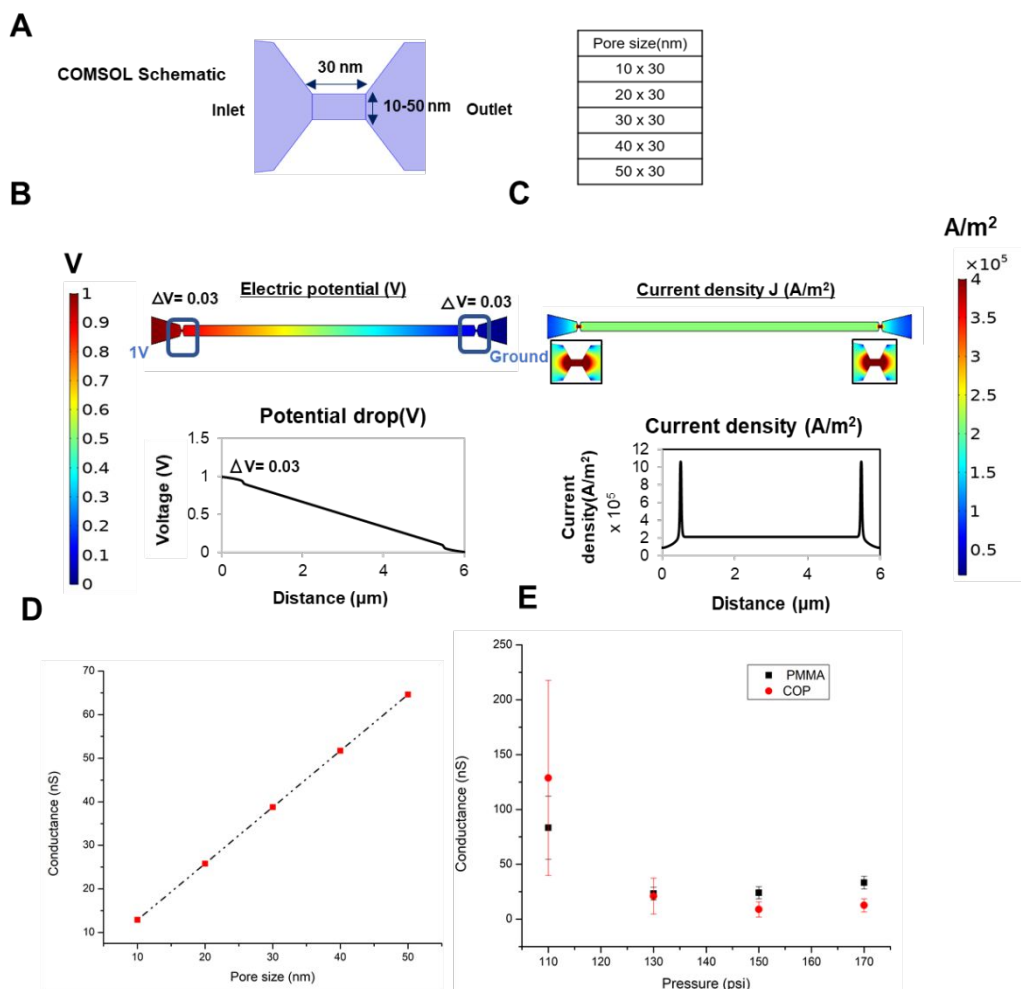 A
COMSOL Schematic
30 nm
Inlet
10-50 nm
Outlet
Pore size(nm)
10 x 30
20 x 30
30 x 30
40 x 30
50 x 30
B
V
1
0.9
0.8
0.7
0.6
0.5
0.4
0.3
0.2
0.1
0
Electric potential (V)
△V= 0.03
△V= 0.03
1V
Ground
Potential drop(V)
△V= 0.03
Voltage (V)
1.5
1
0.5
0
0 2 4 6
Distance (µm)
C
Current density J (A/m²)
A/m²
×10⁵
4
3.5
3
2.5
2
1.5
1
0.5
Current density (A/m²)
Current
density(A/m²)
x 10⁵
12
10
8
6
4
2
0
0 2 4 6
Distance (µm)
D
Conductance (nS)
70
60
50
40
30
20
10
10 20 30 40 50
Pore size (nm)
E
Conductance (nS)
250
200
150
100
50
0
PMMA
COP
110 120 130 140 150 160 170
Pressure (psi)